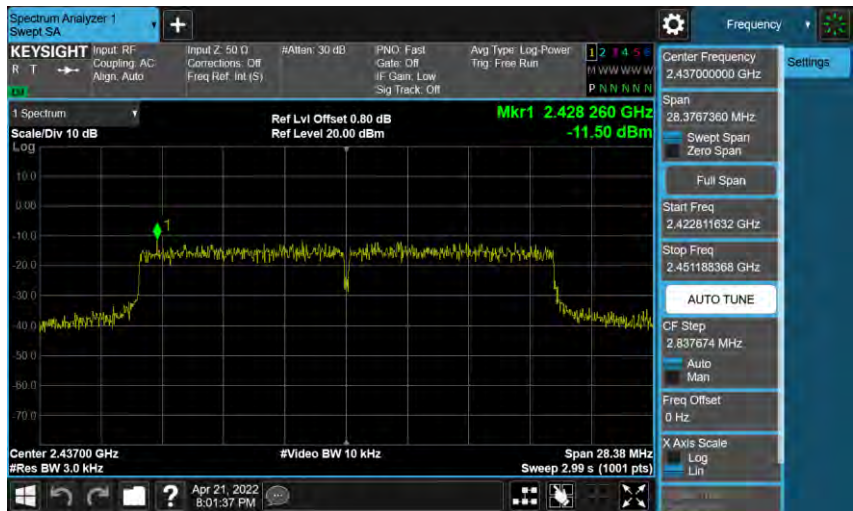 Spectrum Analyzer 1
Swept SA
+
Frequency
KEYSIGHT
R T
LM
Input: RF
Coupling: AC
Align: Auto
Input Z: 50 Ω
Corrections: Off
Freq Ref: Int (S)
#Atten: 30 dB
PNO: Fast
Gate: Off
IF Gain: Low
Sig Track: Off
Avg Type: Log-Power
Trig: Free Run
1 2 3 4 5 6
M W W W W W
P N N N N N
1 Spectrum
Scale/Div 10 dB
Log
Ref Lvl Offset 0.80 dB
Ref Level 20.00 dBm
Mkr1 2.428 260 GHz
-11.50 dBm
10.0
0.00
-10.0
-20.0
-30.0
-40.0
-50.0
-60.0
-70.0
1
Center 2.43700 GHz
#Res BW 3.0 kHz
#Video BW 10 kHz
Span 28.38 MHz
Sweep 2.99 s (1001 pts)
Center Frequency
2.437000000 GHz
Span
28.3767360 MHz
Swept Span
Zero Span
Full Span
Start Freq
2.422811632 GHz
Stop Freq
2.451188368 GHz
AUTO TUNE
CF Step
2.837674 MHz
Auto
Man
Freq Offset
0 Hz
X Axis Scale
Log
Lin
Settings
?
Apr 21, 2022
8:01:37 PM